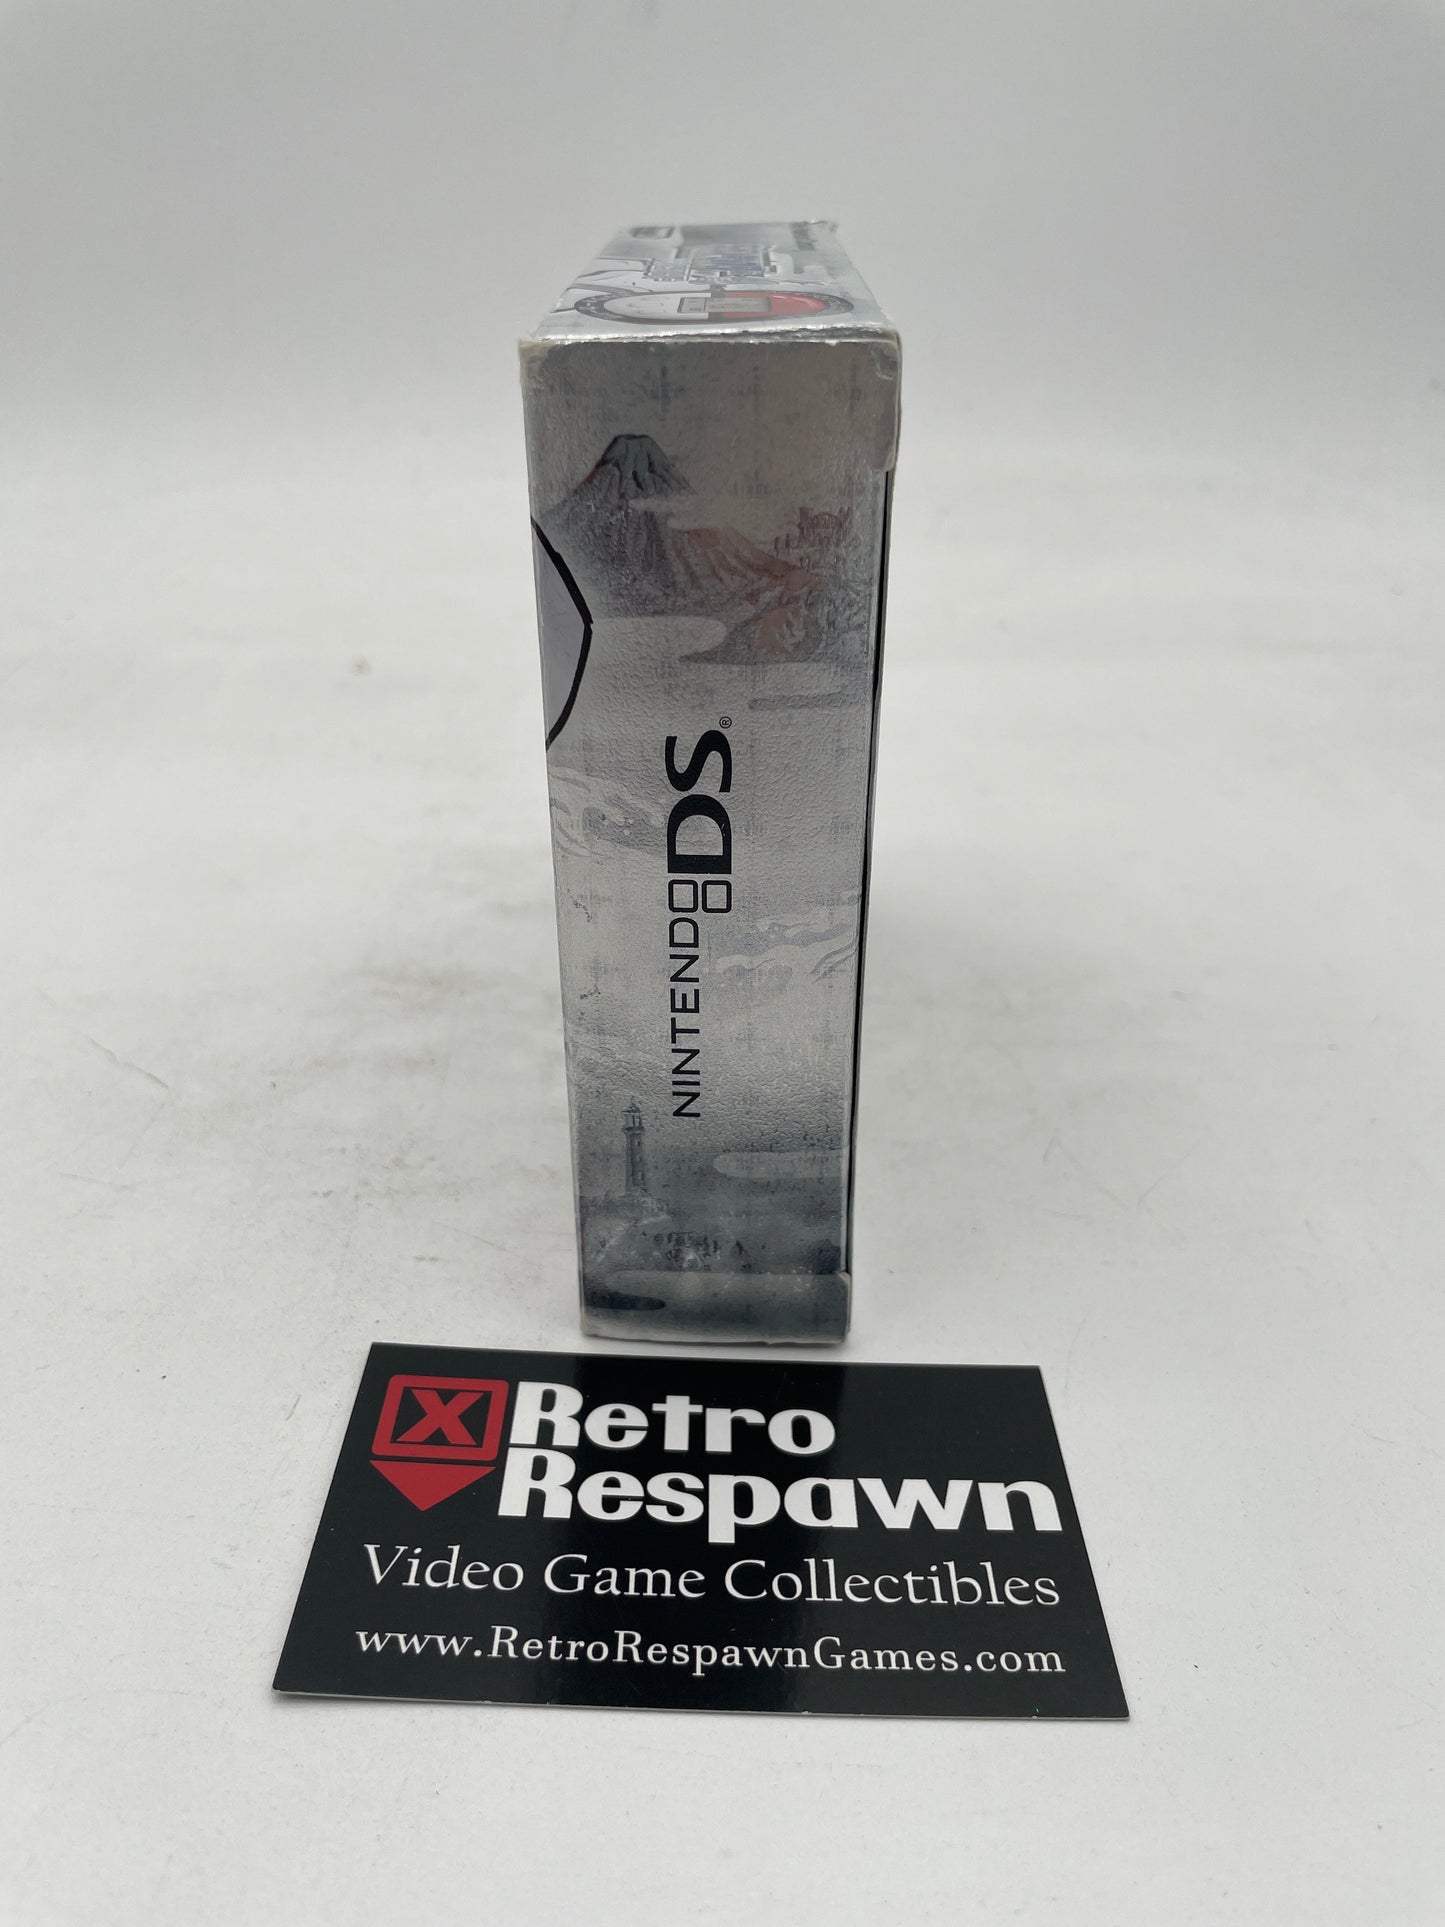 NINTENDO DS®
X Retro
Respawn
Video Game Collectibles
www.RetroRespawnGames.com